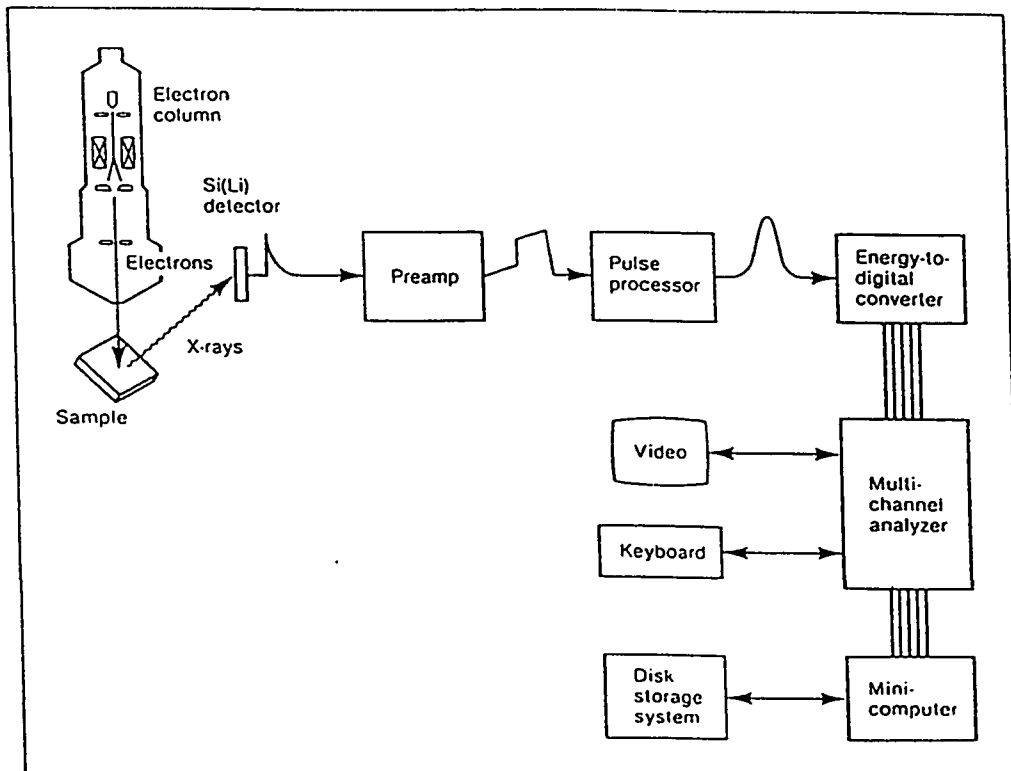 Electron
column
Si(Li)
detector
Electrons
X-rays
Sample
Preamp
Pulse
processor
Energy-to-
digital
converter
Video
Multi-
channel
analyzer
Keyboard
Disk
storage
system
Mini-
computer